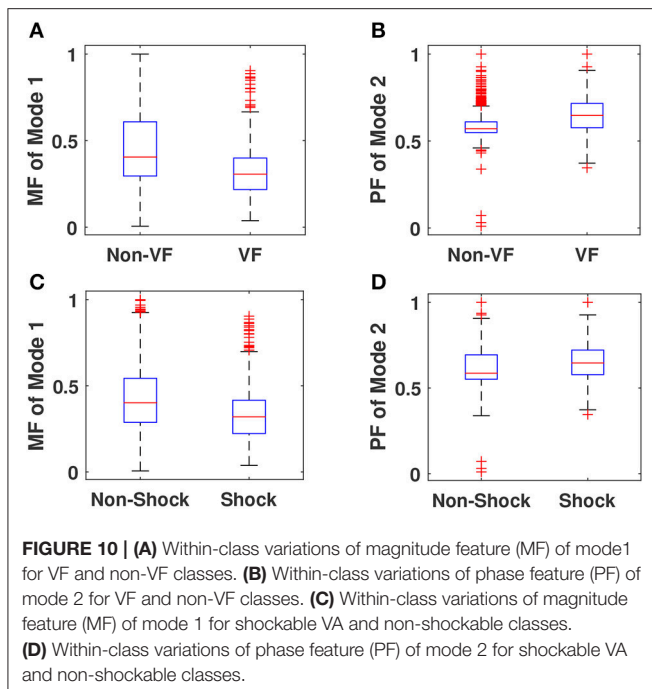 A
MF of Mode 1
1
0.5
0
Non-VF VF
B
PF of Mode 2
1
0.5
0
Non-VF VF
C
MF of Mode 1
1
0.5
0
Non-Shock Shock
D
PF of Mode 2
1
0.5
0
Non-Shock Shock
FIGURE 10 | (A) Within-class variations of magnitude feature (MF) of mode1
for VF and non-VF classes. (B) Within-class variations of phase feature (PF) of
mode 2 for VF and non-VF classes. (C) Within-class variations of magnitude
feature (MF) of mode 1 for shockable VA and non-shockable classes.
(D) Within-class variations of phase feature (PF) of mode 2 for shockable VA
and non-shockable classes.